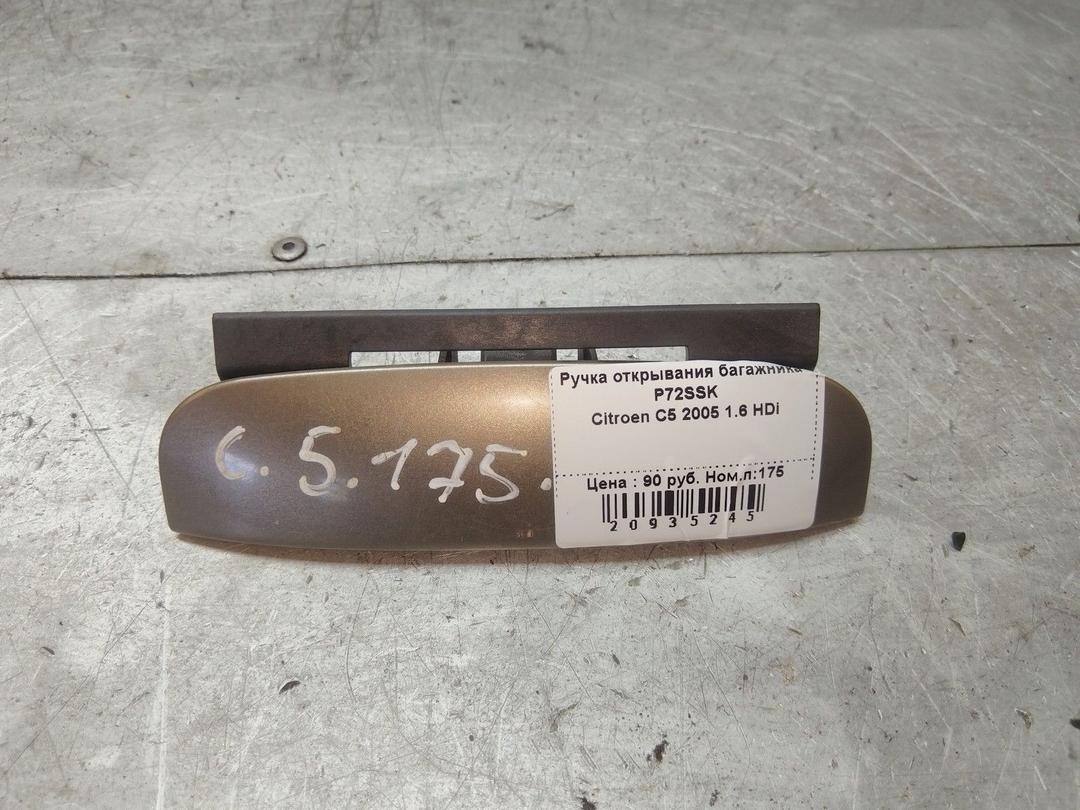 C.5.175.
Ручка открывания багажника
P72SSK
Citroen C5 2005 1.6 HDi
Цена : 90 руб. Ном.л:175
20935245